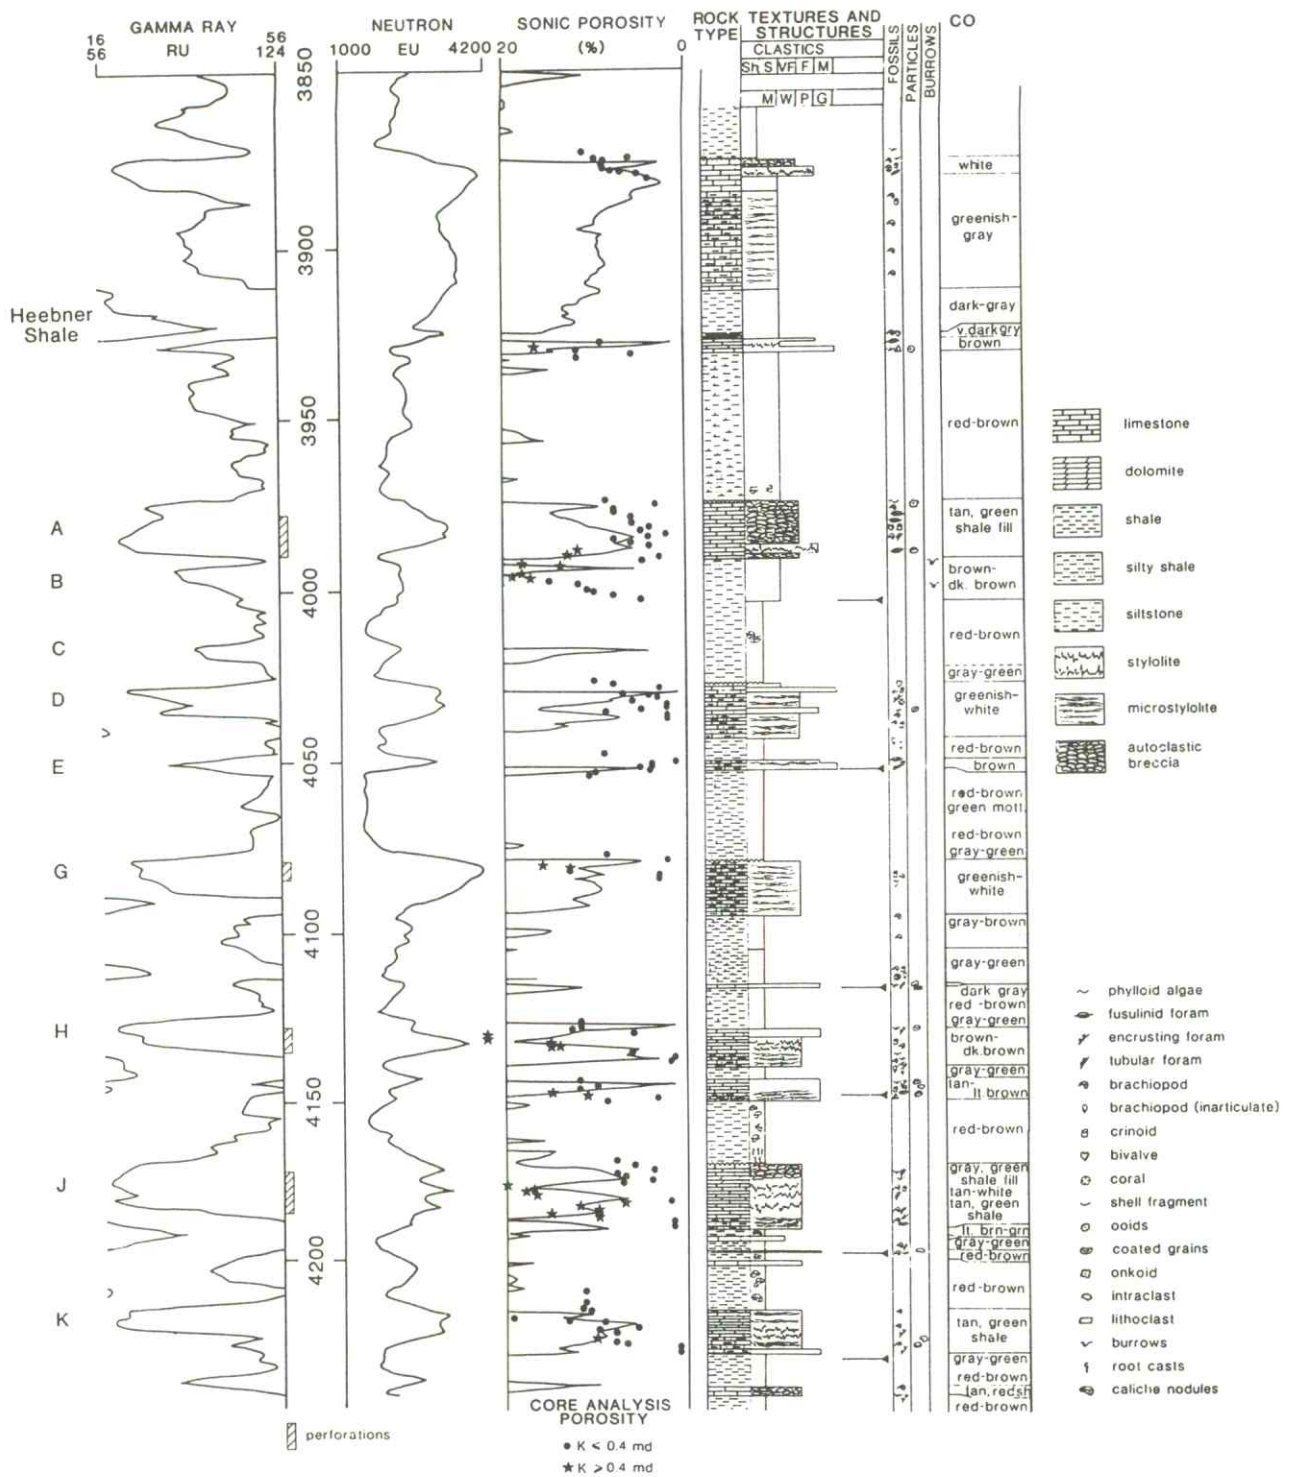 GAMMA RAY
16 56
RU
56 124
NEUTRON
1000 EU 4200
SONIC POROSITY
20 (%) 0
ROCK TYPE
TEXTURES AND STRUCTURES
CLASTICS
Sh S VF F M
M W P G
FOSSILS
PARTICLES
BURROWS
CO
3850
3900
3950
4000
4050
4100
4150
4200
Heebner
Shale
A
B
C
D
E
G
H
J
K
white
greenish-
gray
dark-gray
v.dark gry
brown
red-brown
tan, green
shale fill
brown-
dk. brown
red-brown
gray-green
greenish-
white
red-brown
brown
red-brown
green mott.
red-brown
gray-green
greenish-
white
gray-brown
gray-green
dark gray
red-brown
gray-green
brown-
dk.brown
gray-green
tan-
lt. brown
red-brown
gray, green
shale fill
tan-white
tan, green
shale
lt. brn-grn
gray-green
red-brown
red-brown
tan, green
shale
gray-green
red-brown
tan, red sh
red-brown
limestone
dolomite
shale
silty shale
siltstone
stylolite
microstylolite
autoclastic
breccia
phylloid algae
fusulinid foram
encrusting foram
tubular foram
brachiopod
brachiopod (inarticulate)
crinoid
bivalve
coral
shell fragment
ooids
coated grains
onkoid
intraclast
lithoclast
burrows
root casts
caliche nodules
perforations
CORE ANALYSIS
POROSITY
K < 0.4 md
K > 0.4 md